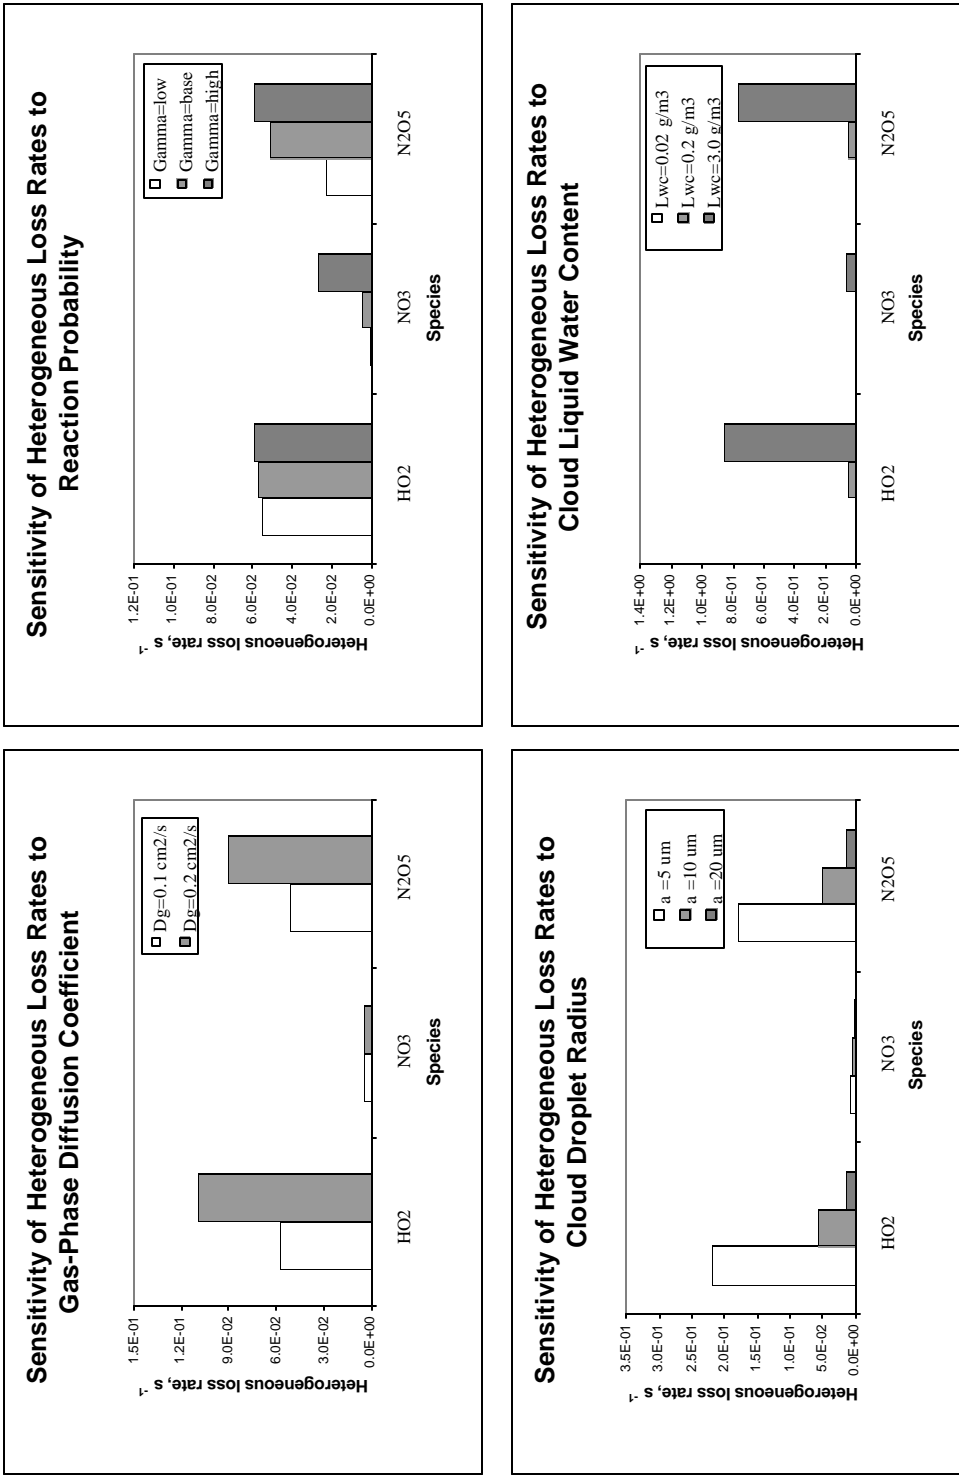 Sensitivity of Heterogeneous Loss Rates to
Gas-Phase Diffusion Coefficient
1.5E-01
1.2E-01
9.0E-02
6.0E-02
3.0E-02
0.0E+00
Heterogeneous loss rate, s -1
HO2
NO3
N2O5
Species
Dg=0.1 cm2/s
Dg=0.2 cm2/s
Sensitivity of Heterogeneous Loss Rates to
Reaction Probability
1.2E-01
1.0E-01
8.0E-02
6.0E-02
4.0E-02
2.0E-02
0.0E+00
Heterogeneous loss rate, s -1
HO2
NO3
N2O5
Species
Gamma=low
Gamma=base
Gamma=high
Sensitivity of Heterogeneous Loss Rates to
Cloud Droplet Radius
3.5E-01
3.0E-01
2.5E-01
2.0E-01
1.5E-01
1.0E-01
5.0E-02
0.0E+00
Heterogeneous loss rate, s -1
HO2
NO3
N2O5
Species
a =5 um
a =10 um
a =20 um
Sensitivity of Heterogeneous Loss Rates to
Cloud Liquid Water Content
1.4E+00
1.2E+00
1.0E+00
8.0E-01
6.0E-01
4.0E-01
2.0E-01
0.0E+00
Heterogeneous loss rate, s -1
HO2
NO3
N2O5
Species
Lwc=0.02 g/m3
Lwc=0.2 g/m3
Lwc=3.0 g/m3